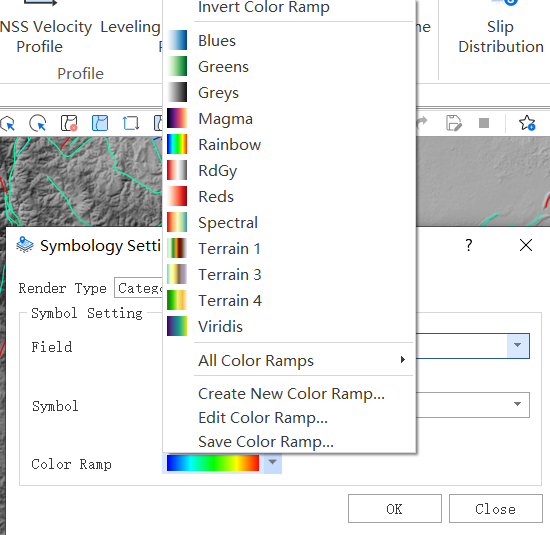 Invert Color Ramp
NSS Velocity
Profile
Leveling
Slip
Distribution
Profile
Blues
Greens
Greys
Magma
Rainbow
RdGy
Reds
Spectral
Terrain 1
Terrain 3
Terrain 4
Viridis
All Color Ramps
Create New Color Ramp...
Edit Color Ramp...
Save Color Ramp...
Symbology Setti
?
Render Type
Categ
Symbol Setting
Field
Symbol
Color Ramp
OK
Close